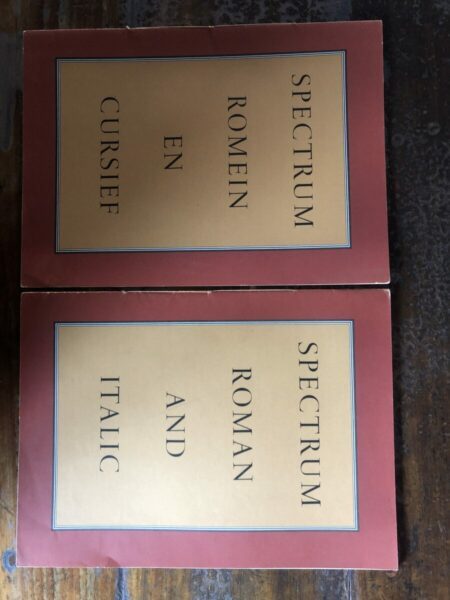 SPECTRUM
ROMEIN
EN
CURSIEF
SPECTRUM
ROMAN
AND
ITALIC